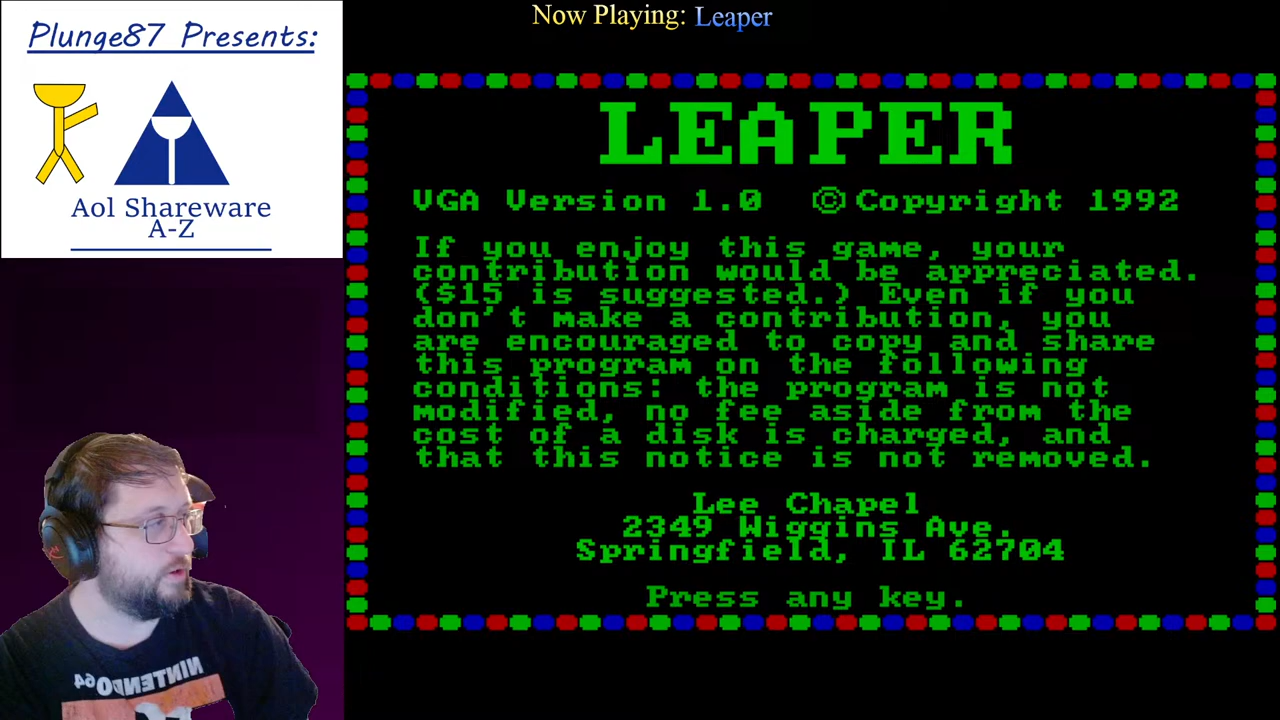 Now Playing: Leaper
Plunge87 Presents:
Aol Shareware
A-Z
LEAPER
VGA Version 1.0 ©Copyright 1992
If you enjoy this game, your
contribution would be appreciated.
($15 is suggested.) Even if you
don't make a contribution, you
are encouraged to copy and share
this program on the following
conditions: the program is not
modified, no fee aside from the
cost of a disk is charged, and
that this notice is not removed.
Lee Chapel
2349 Wiggins Ave.
Springfield, IL 62704
Press any key.
NINTENDO64